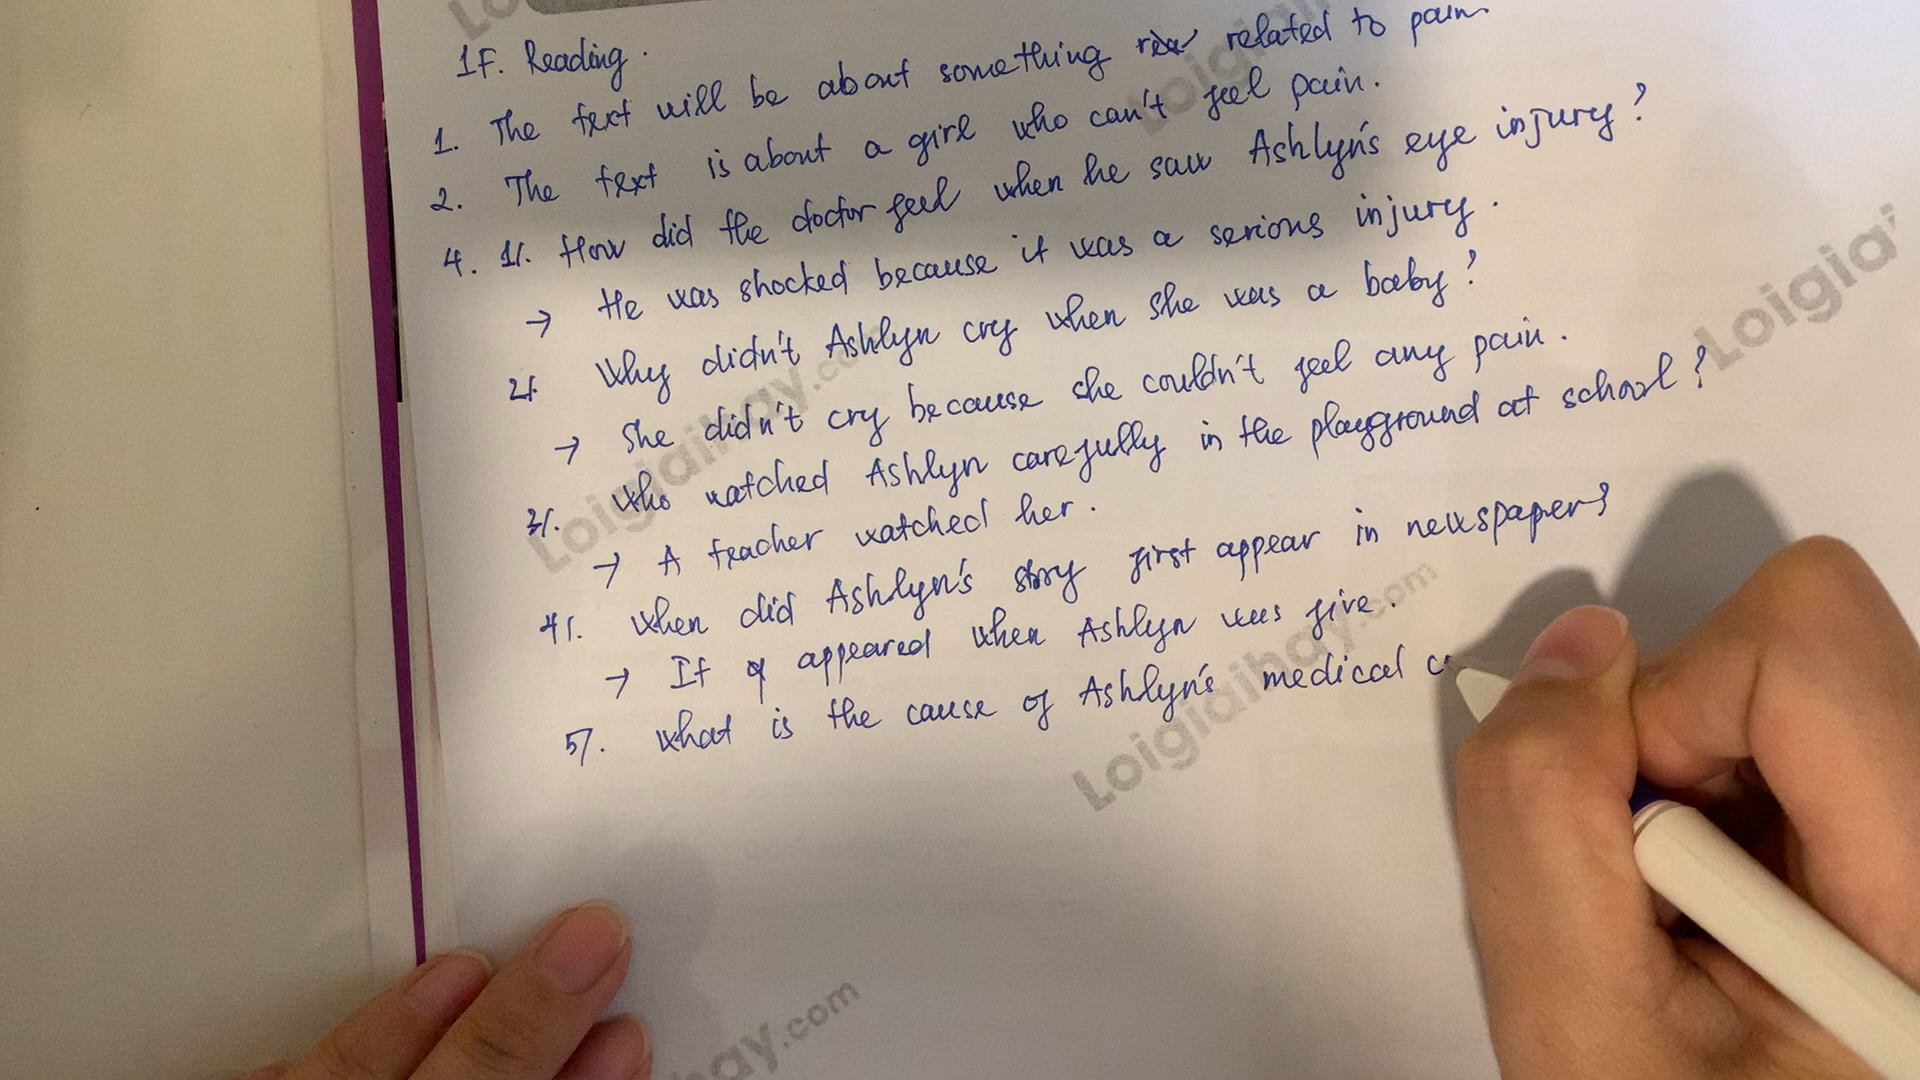 1F. Reading.
1. The text will be about something related to pain
2. The text is about a girl who can't feel pain.
4. 1/. How did the doctor feel when he saw Ashlyn's eye injury?
→ He was shocked because it was a serious injury.
2/. Why didn't Ashlyn cry when she was a baby?
→ She didn't cry because she couldn't feel any pain.
3/. Who watched Ashlyn carefully in the playground at school?
→ A teacher watched her.
4/. When did Ashlyn's story first appear in newspapers?
→ It appeared when Ashlyn was five.
5/. What is the cause of Ashlyn's medical
Loigiaihay.com
Loigiaihay.com